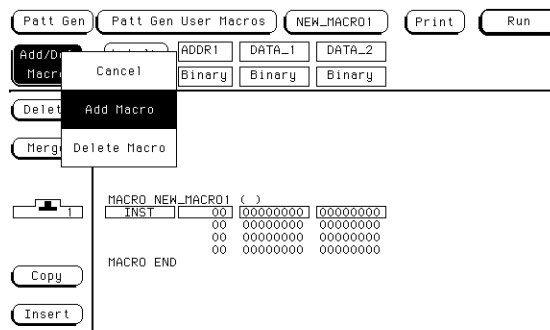 Patt Gen Patt Gen User Macros NEW_MACRO1 Print Run
Add/De ADDR1 DATA_1 DATA_2
Macro Cancel Binary Binary Binary
Delet Add Macro
Merg Delete Macro
MACRO NEW_MACRO1 ( )
1 INST 00 00000000 00000000
00 00000000 00000000
00 00000000 00000000
00 00000000 00000000
MACRO END
Copy
Insert